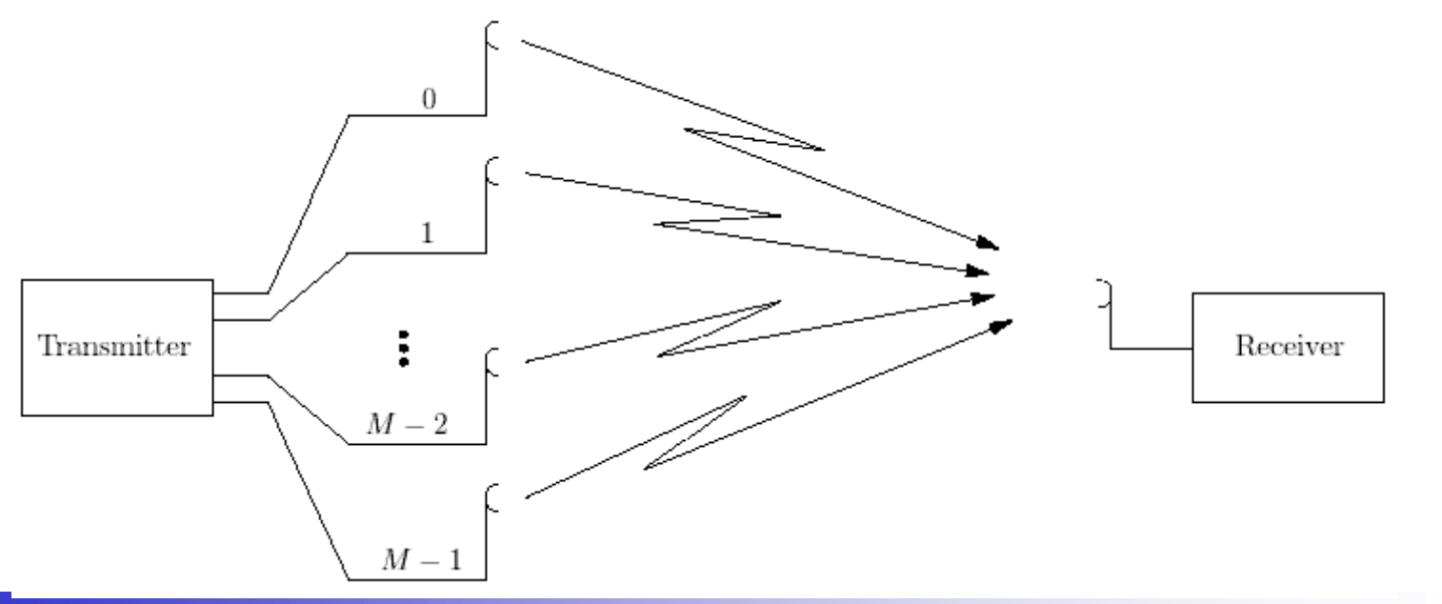 0
1
Transmitter
Receiver
M − 2
M − 1